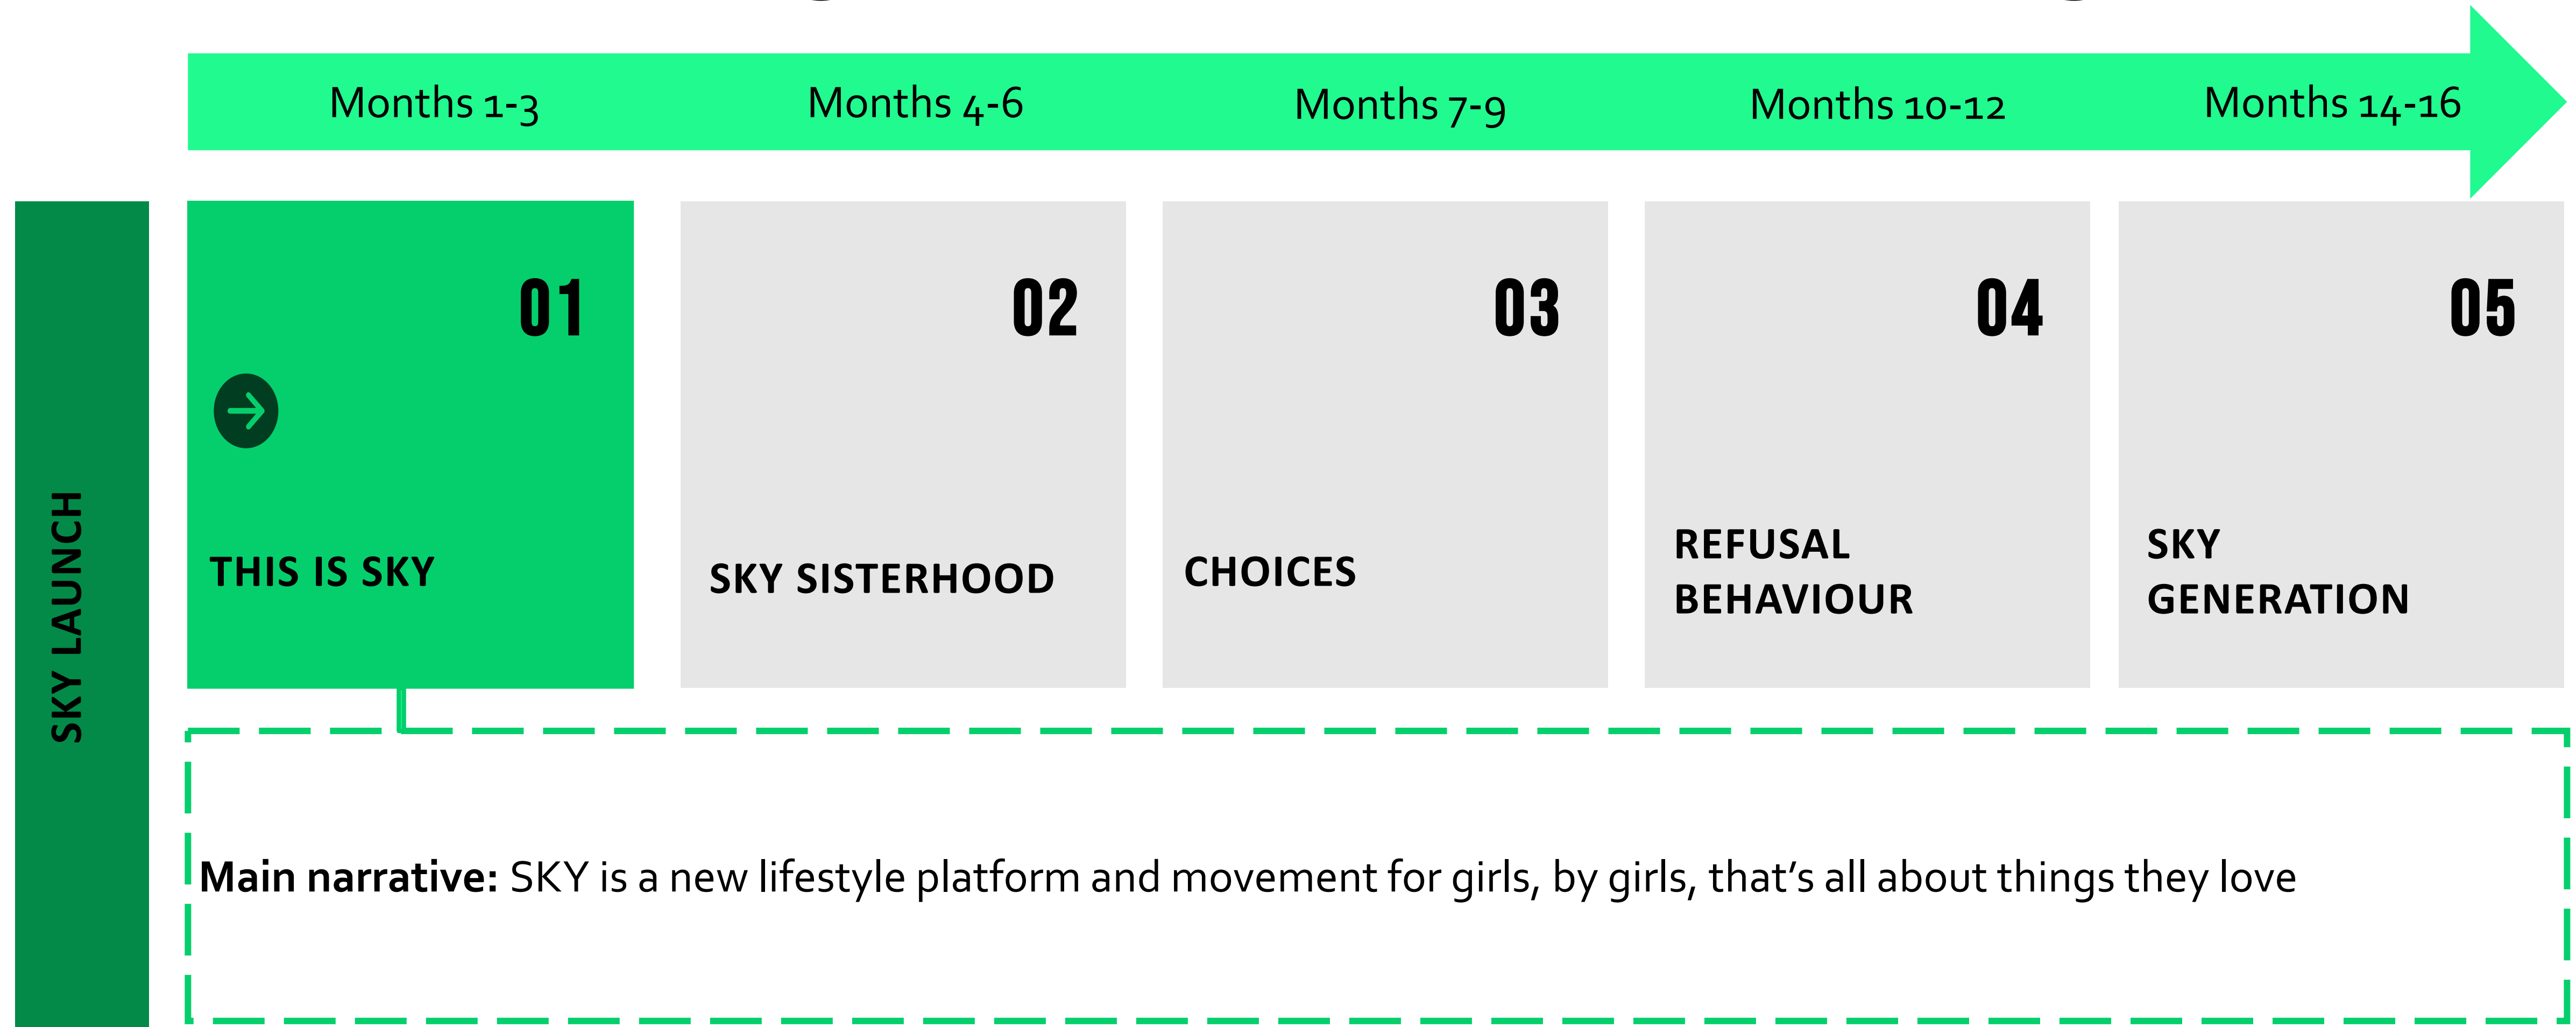 Months 1-3
Months 4-6
Months 7-9
Months 10-12
Months 14-16
SKY LAUNCH
01
THIS IS SKY
02
SKY SISTERHOOD
03
CHOICES
04
REFUSAL
BEHAVIOUR
05
SKY
GENERATION
Main narrative: SKY is a new lifestyle platform and movement for girls, by girls, that’s all about things they love